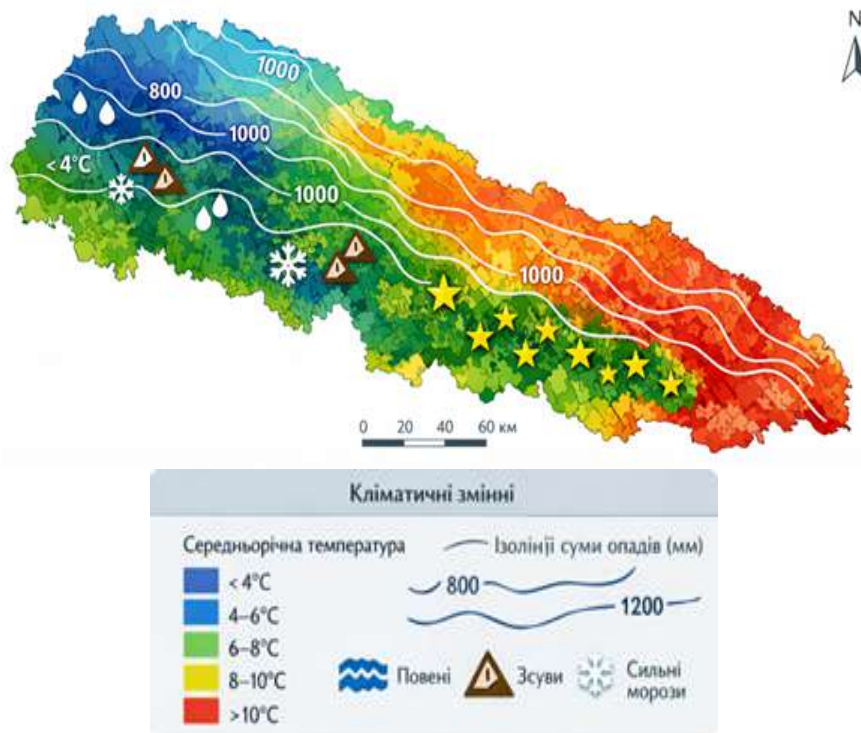 N
1000
800
1000
< 4°C
1000
1000
0 20 40 60 км
Кліматичні змінні
Середньорічна температура
< 4°C
4–6°C
6–8°C
8–10°C
>10°C
Ізолінії суми опадів (мм)
800
1200
Повені
Зсуви
Сильні
морози